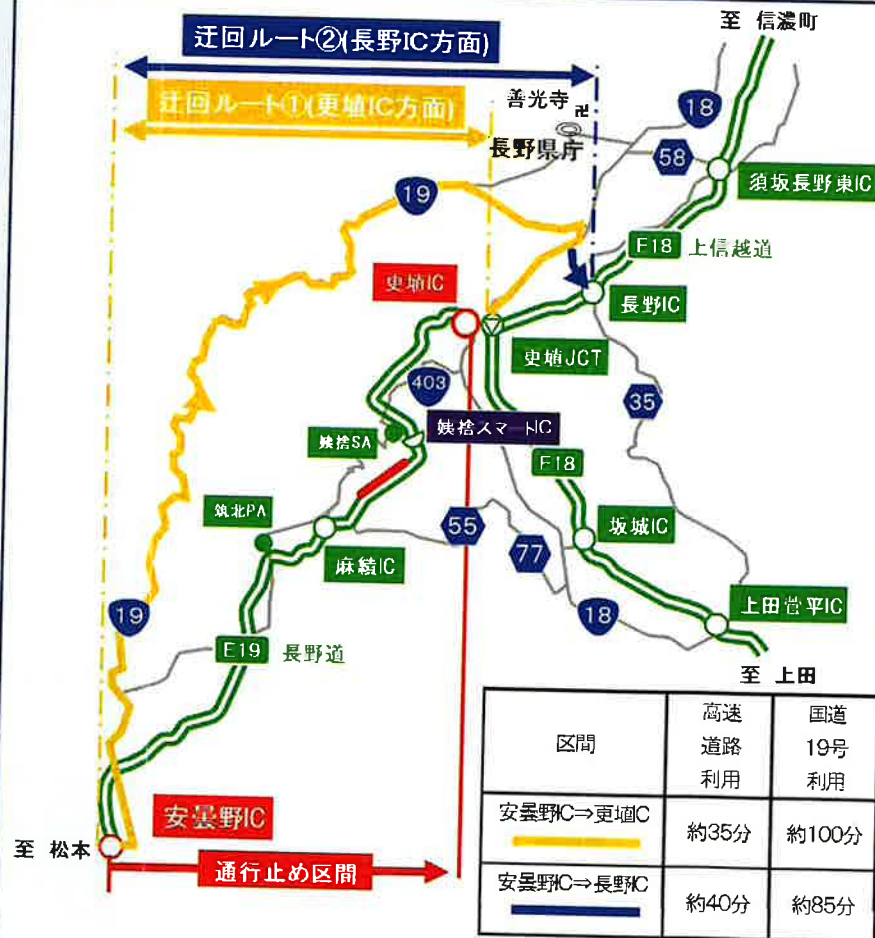 至 信濃町
迂回ルート②(長野IC方面)
迂回ルート①(更埴IC方面)
善光寺
卍
長野県庁
18
58
須坂長野東IC
19
E18 上信越道
更埴IC
長野IC
更埴JCT
403
35
姨捨SA
姨捨スマートIC
E18
筑北PA
55
坂城IC
麻績IC
77
19
18
上田菅平IC
E19 長野道
至 上田
安曇野IC
至 松本
通行止め区間
区間
高速
道路
利用
国道
19号
利用
安曇野IC⇒更埴IC
約35分
約100分
安曇野IC⇒長野IC
約40分
約85分